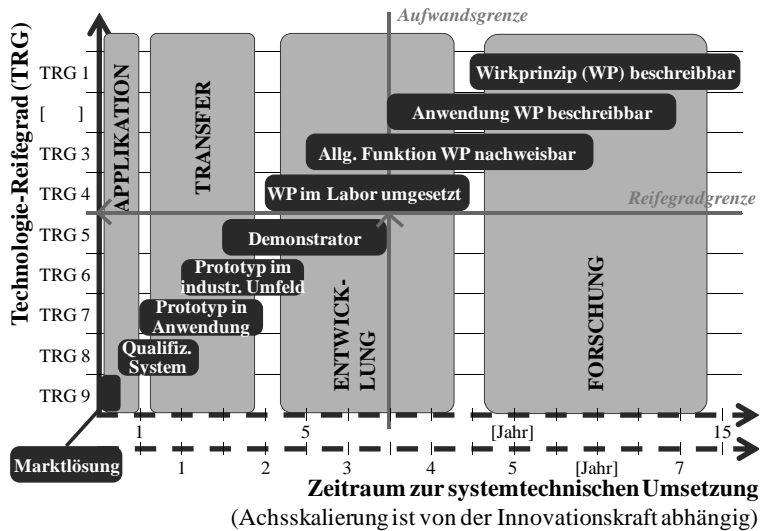 Aufwandsgrenze
Technologie-Reifegrad (TRG)
TRG 1
[ ]
TRG 3
TRG 4
TRG 5
TRG 6
TRG 7
TRG 8
TRG 9
APPLIKATION
TRANSFER
ENTWICK-
LUNG
FORSCHUNG
Wirkprinzip (WP) beschreibbar
Anwendung WP beschreibbar
Allg. Funktion WP nachweisbar
WP im Labor umgesetzt
Reifegradgrenze
Demonstrator
Prototyp im
industr. Umfeld
Prototyp in
Anwendung
Qualifiz.
System
Marktlösung
1 5 [Jahr] 15
1 2 3 4 5 [Jahr] 7
Zeitraum zur systemtechnischen Umsetzung
(Achsskalierung ist von der Innovationskraft abhängig)